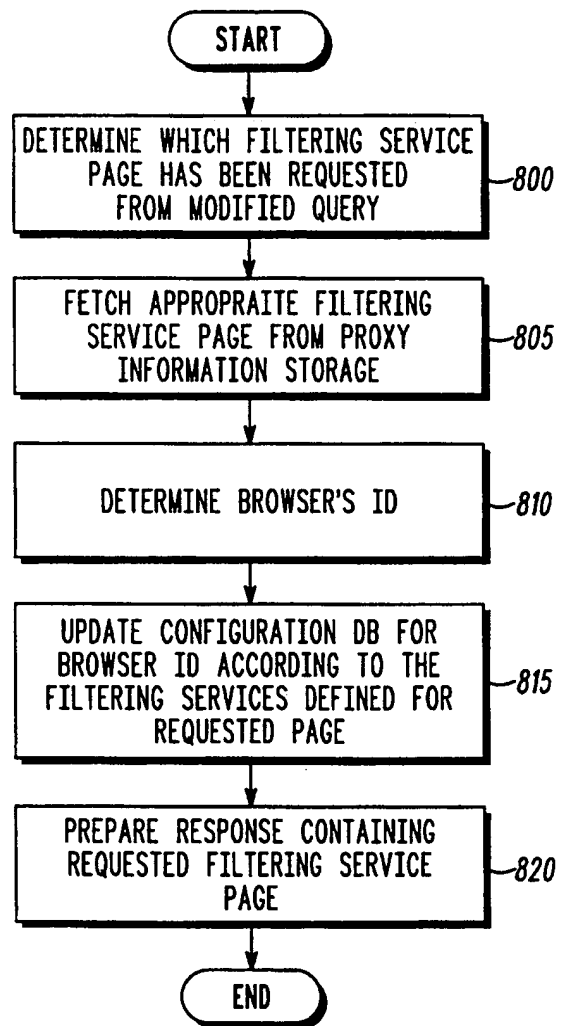 START
DETERMINE WHICH FILTERING SERVICE
PAGE HAS BEEN REQUESTED
FROM MODIFIED QUERY
800
FETCH APPROPRAITE FILTERING
SERVICE PAGE FROM PROXY
INFORMATION STORAGE
805
DETERMINE BROWSER'S ID
810
UPDATE CONFIGURATION DB FOR
BROWSER ID ACCORDING TO THE
FILTERING SERVICES DEFINED FOR
REQUESTED PAGE
815
PREPARE RESPONSE CONTAINING
REQUESTED FILTERING SERVICE
PAGE
820
END